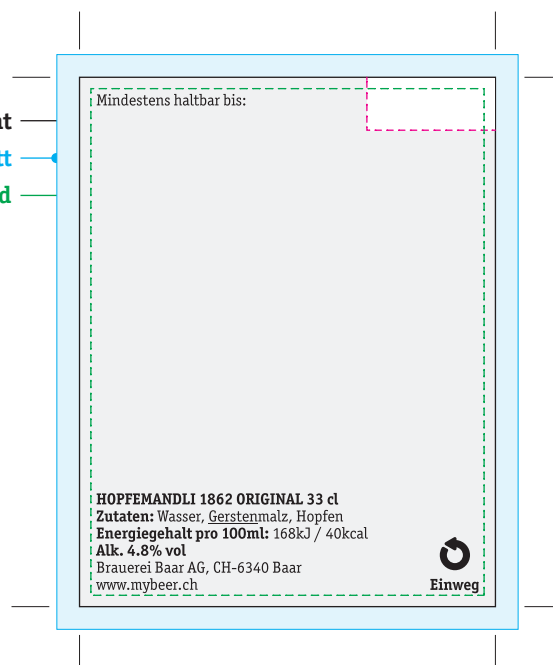 Mindestens haltbar bis:
HOPFEMANDLI 1862 ORIGINAL 33 cl
Zutaten: Wasser, Gerstenmalz, Hopfen
Energiegehalt pro 100ml: 168kJ / 40kcal
Alk. 4.8% vol
Brauerei Baar AG, CH-6340 Baar
www.mybeer.ch
Einweg